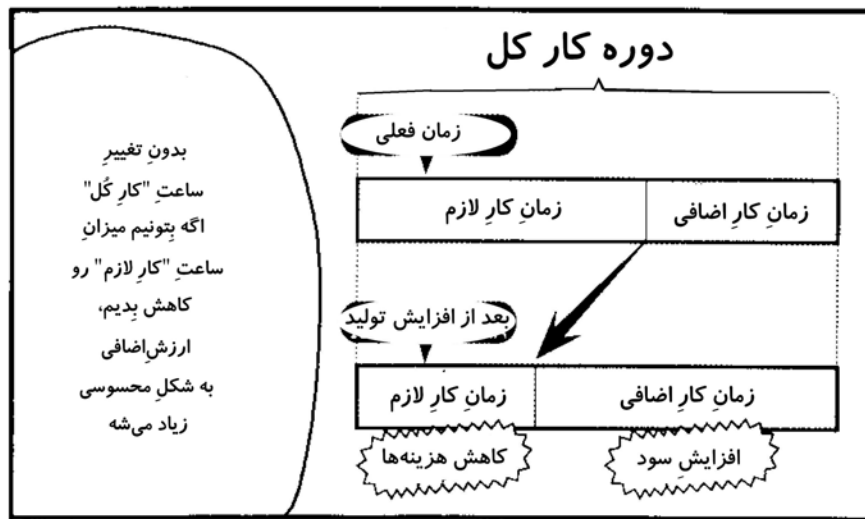 دوره کار کل
زمان فعلی
زمانِ کارِ اضافی
زمانِ کارِ لازم
بعد از افزایش تولید
زمانِ کارِ اضافی
زمانِ کارِ لازم
افزایشِ سود
کاهش هزینه‌ها
بدونِ تغییرِ
ساعتِ "کارِ کُل"
اگه بِتونیم میزانِ
ساعتِ "کارِ لازم" رو
کاهش بِدیم،
ارزش‌ِاضافی
به شکلِ محسوسی
زیاد می‌شه